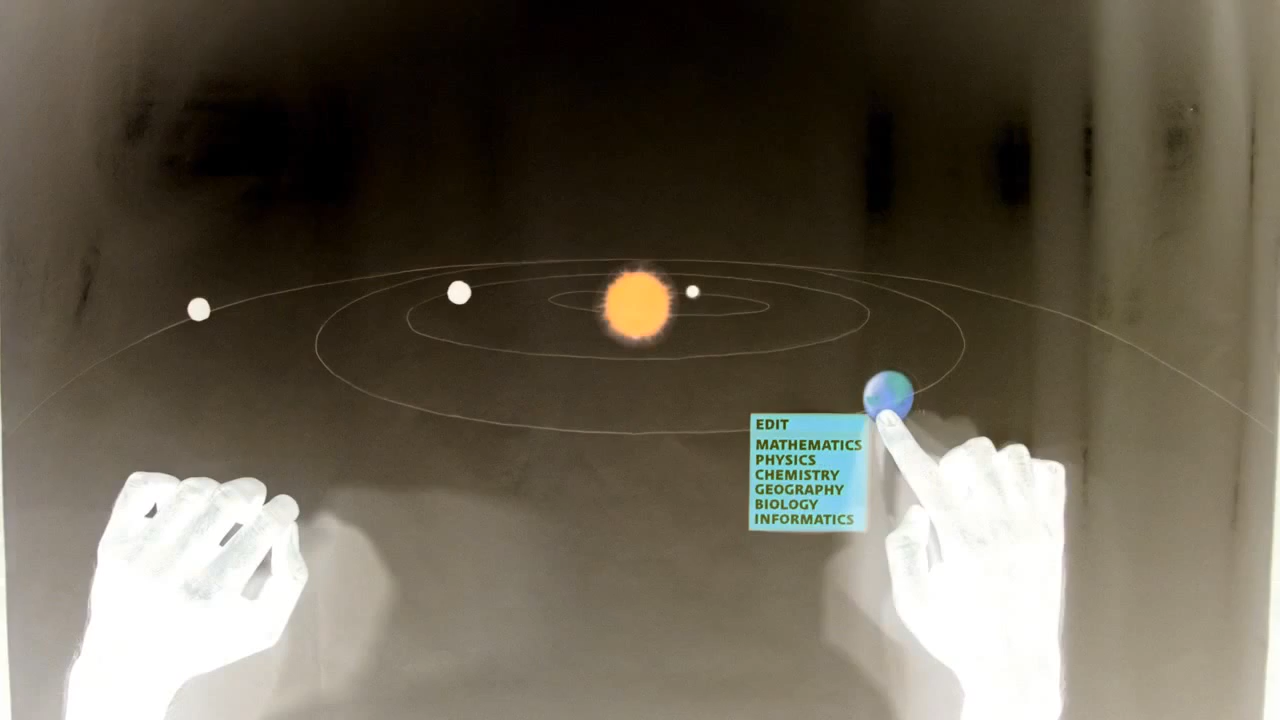 EDIT
MATHEMATICS
PHYSICS
CHEMISTRY
GEOGRAPHY
BIOLOGY
INFORMATICS